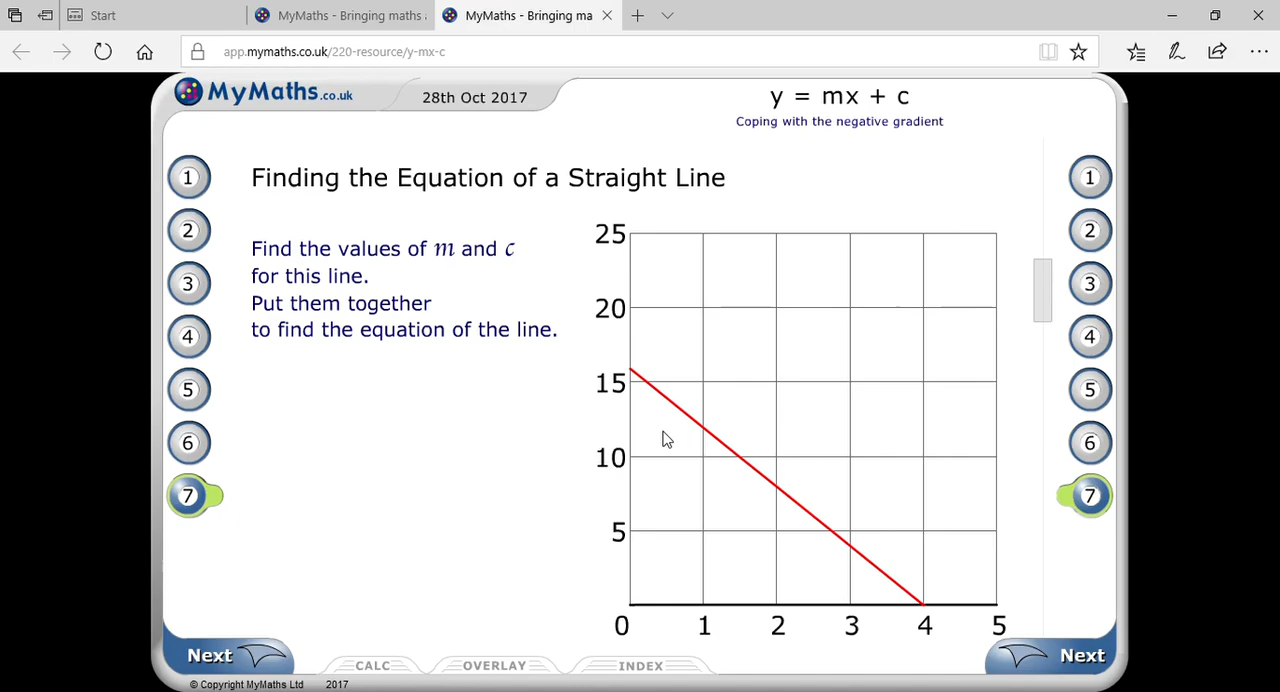 Start
MyMaths - Bringing maths
MyMaths - Bringing ma
app.mymaths.co.uk/220-resource/y-mx-c
MyMaths.co.uk
28th Oct 2017
y = mx + c
Coping with the negative gradient
Finding the Equation of a Straight Line
Find the values of m and c
for this line.
Put them together
to find the equation of the line.
1
2
3
4
5
6
7
25
20
15
10
5
0 1 2 3 4 5
1
2
3
4
5
6
7
Next
CALC
OVERLAY
INDEX
Next
© Copyright MyMaths Ltd 2017